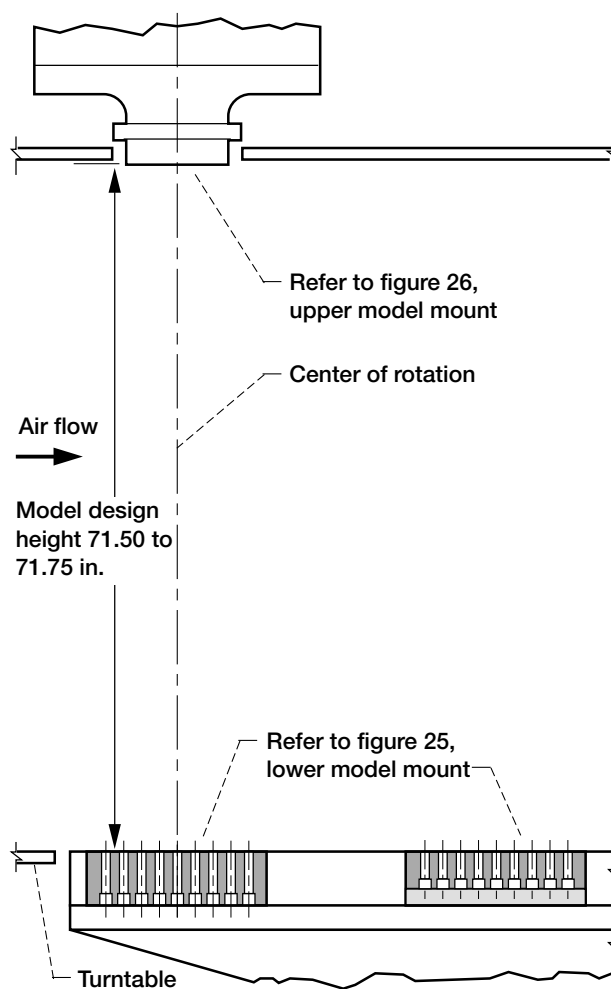 Refer to figure 26,
upper model mount
Center of rotation
Air flow
Model design
height 71.50 to
71.75 in.
Refer to figure 25,
lower model mount
Turntable